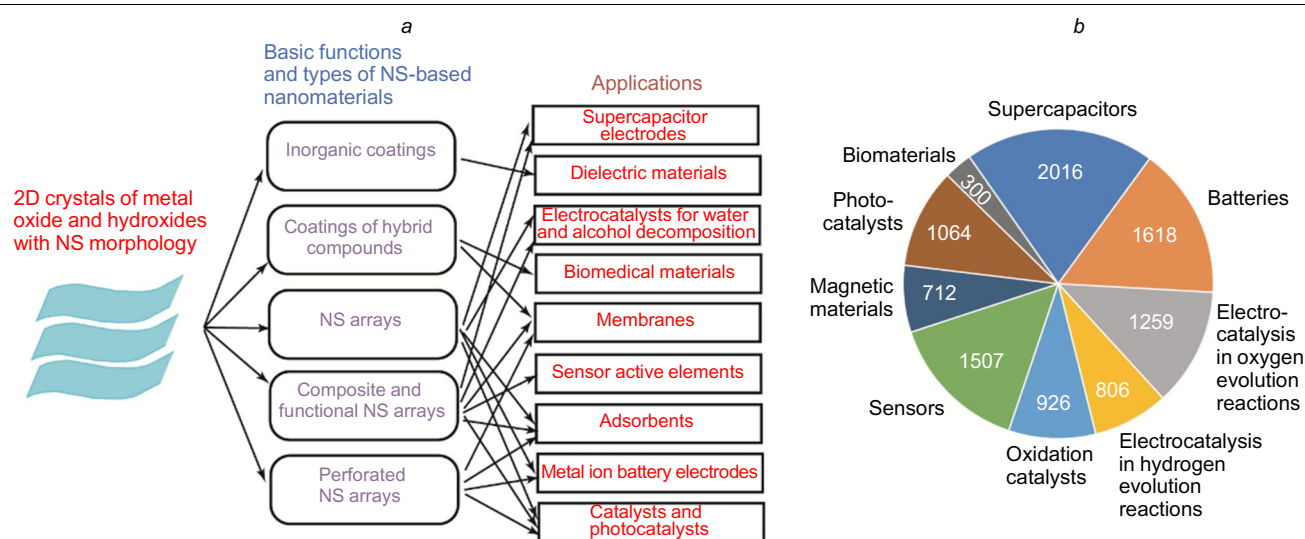 a
b
Basic functions
and types of NS-based
nanomaterials
Applications
2D crystals of metal
oxide and hydroxides
with NS morphology
Inorganic coatings
Coatings of hybrid
compounds
NS arrays
Composite and
functional NS arrays
Perforated
NS arrays
Supercapacitor
electrodes
Dielectric materials
Electrocatalysts for water
and alcohol decomposition
Biomedical materials
Membranes
Sensor active elements
Adsorbents
Metal ion battery electrodes
Catalysts and
photocatalysts
Supercapacitors
2016
Batteries
1618
Electro-
catalysis
in oxygen
evolution
reactions
1259
Electrocatalysis
in hydrogen
evolution
reactions
806
Oxidation
catalysts
926
Sensors
1507
Magnetic
materials
712
Photo-
catalysts
1064
Biomaterials
300